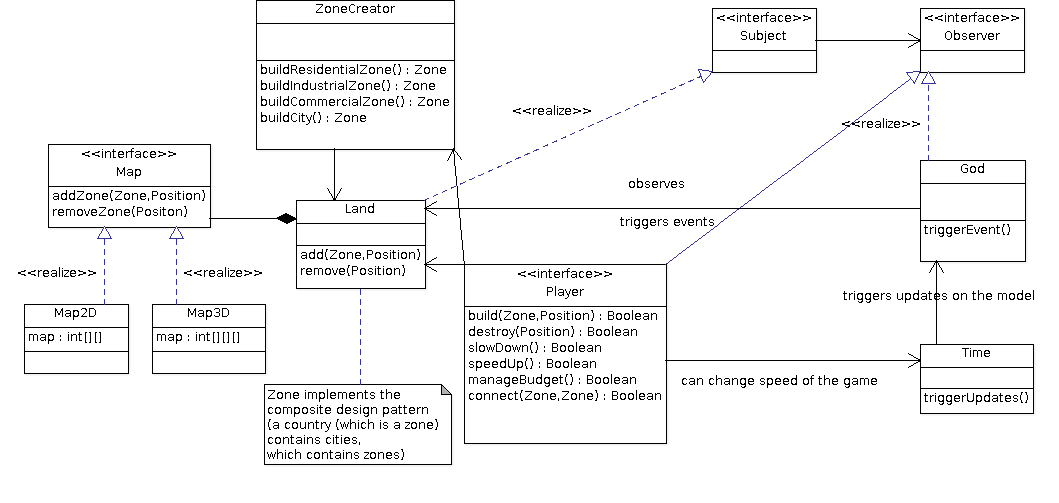 ZoneCreator
buildResidentialZone() : Zone
buildIndustrialZone() : Zone
buildCommercialZone() : Zone
buildCity() : Zone
<<interface>>
Subject
<<interface>>
Observer
<<realize>>
<<realize>>
<<interface>>
Map
addZone(Zone,Position)
removeZone(Positon)
Land
add(Zone,Position)
remove(Position)
observes
triggers events
God
triggerEvent()
<<realize>>
<<realize>>
Map2D
map : int[][]
Map3D
map : int[][][]
<<interface>>
Player
build(Zone,Position) : Boolean
destroy(Position) : Boolean
slowDown() : Boolean
speedUp() : Boolean
manageBudget() : Boolean
connect(Zone,Zone) : Boolean
triggers updates on the model
Time
triggerUpdates()
can change speed of the game
Zone implements the
composite design pattern
(a country (which is a zone)
contains cities,
which contains zones)